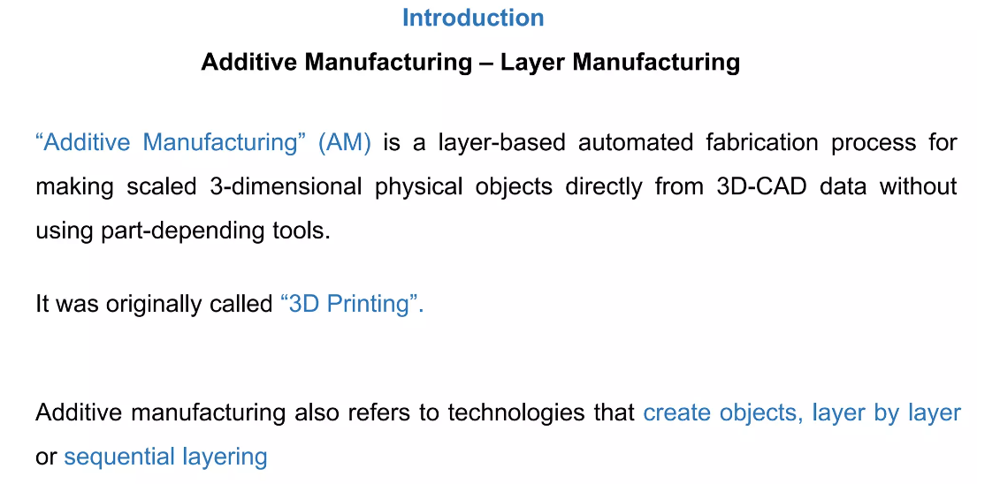 Introduction
Additive Manufacturing – Layer Manufacturing
“Additive Manufacturing” (AM) is a layer-based automated fabrication process for
making scaled 3-dimensional physical objects directly from 3D-CAD data without
using part-depending tools.
It was originally called “3D Printing”.
Additive manufacturing also refers to technologies that create objects, layer by layer
or sequential layering